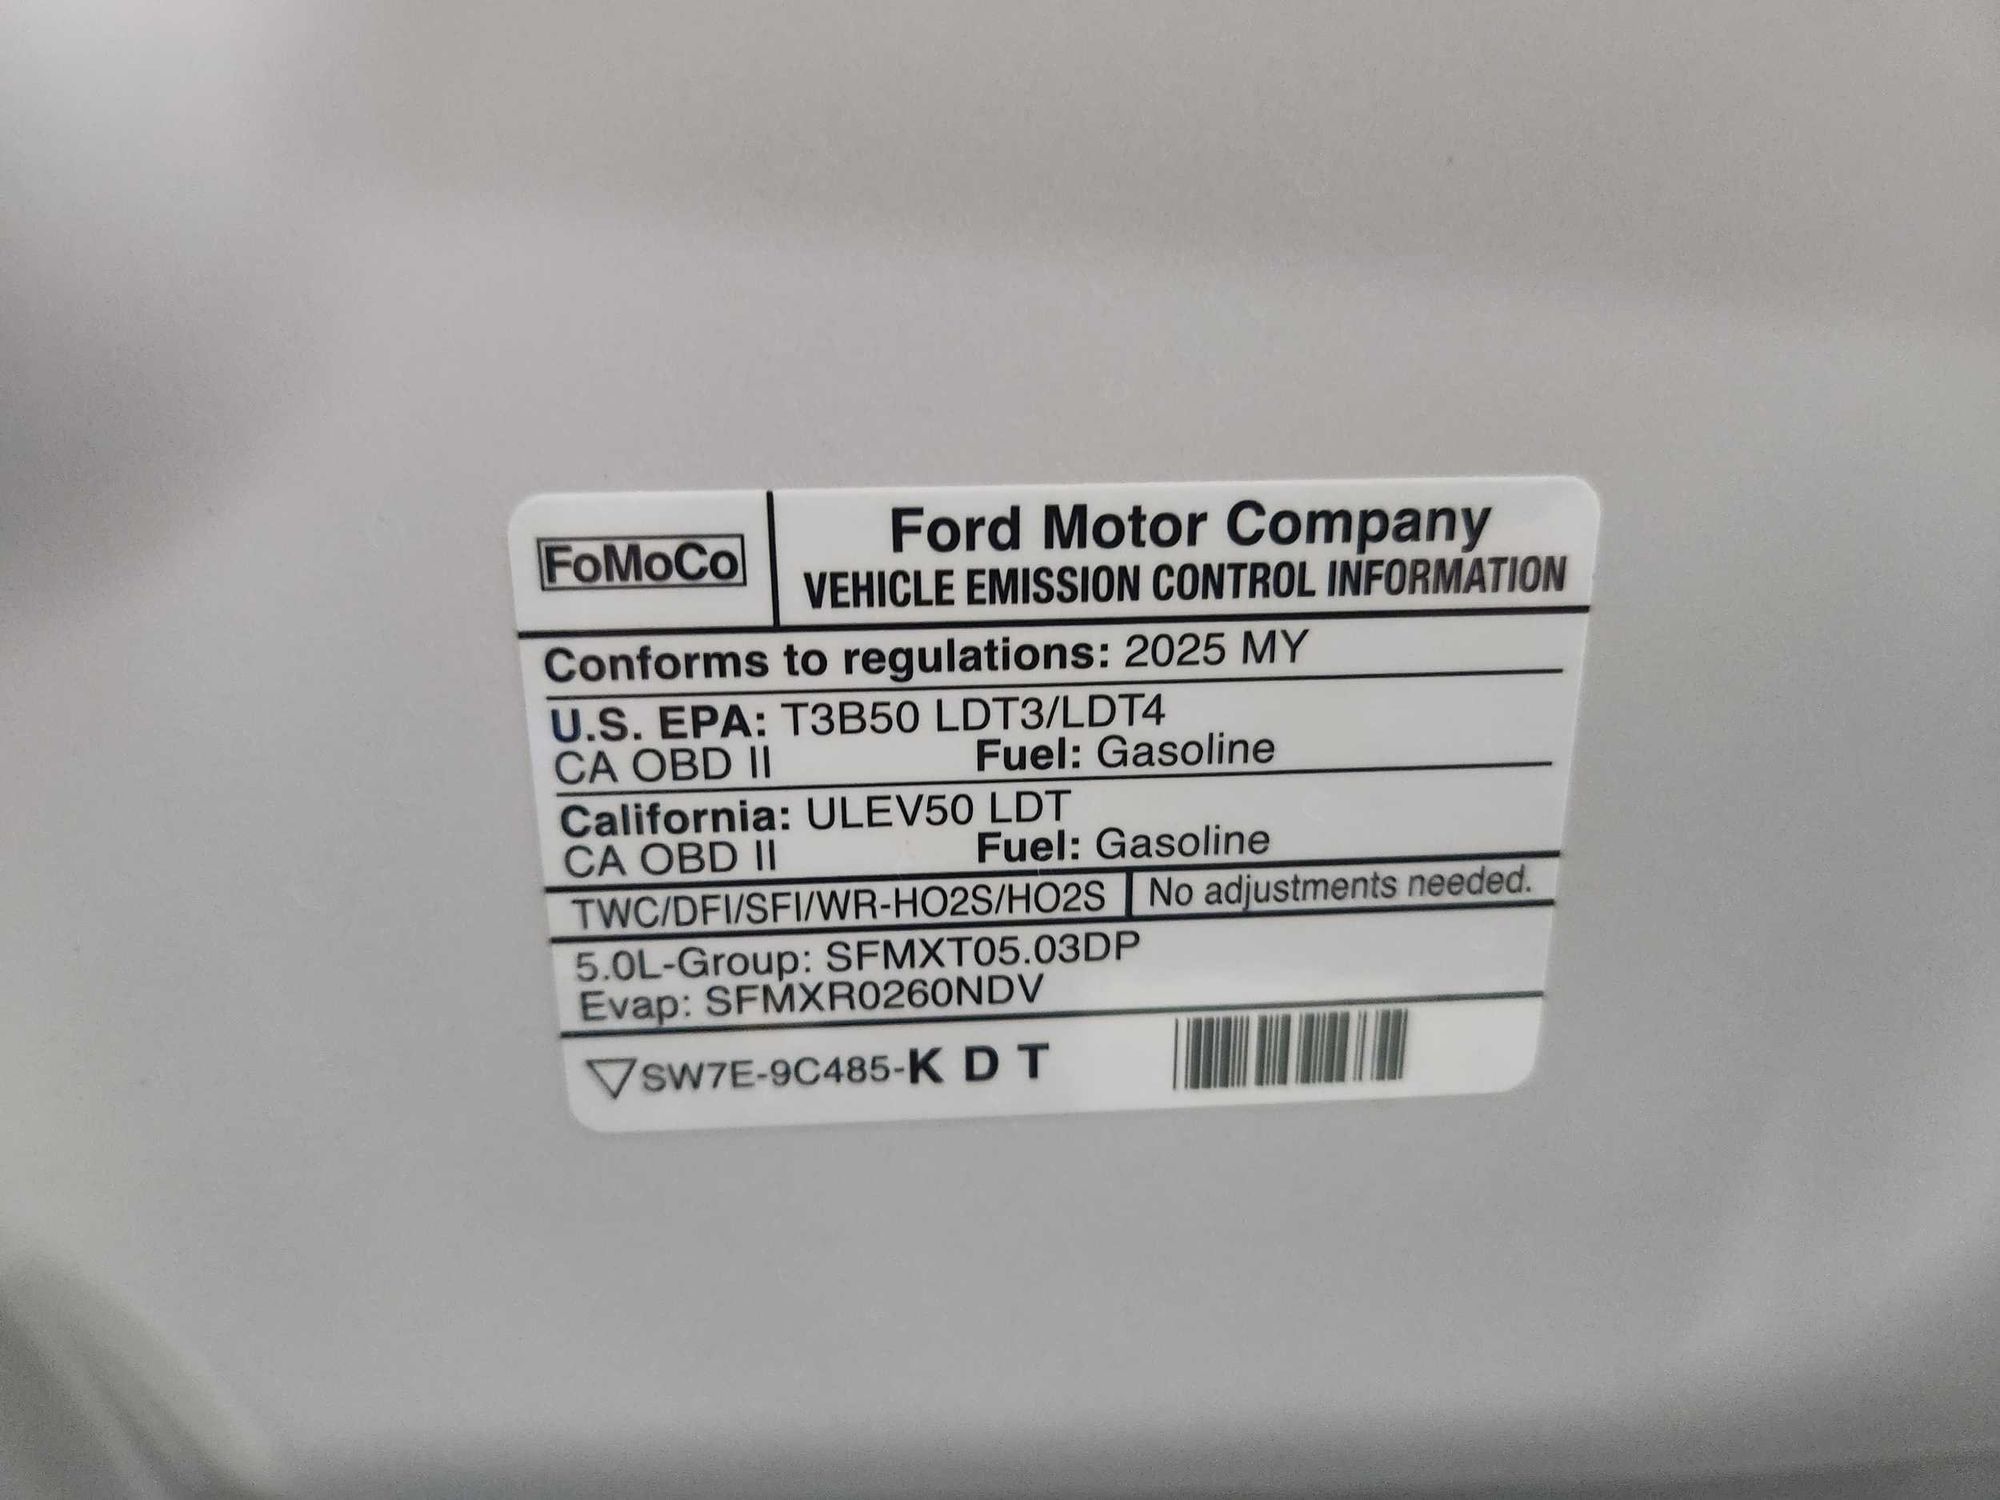 FoMoCo
Ford Motor Company
VEHICLE EMISSION CONTROL INFORMATION
Conforms to regulations: 2025 MY
U.S. EPA: T3B50 LDT3/LDT4
CA OBD II Fuel: Gasoline
California: ULEV50 LDT
CA OBD II Fuel: Gasoline
TWC/DFI/SFI/WR-HO2S/HO2S No adjustments needed.
5.0L-Group: SFMXT05.03DP
Evap: SFMXR0260NDV
SW7E-9C485-K D T